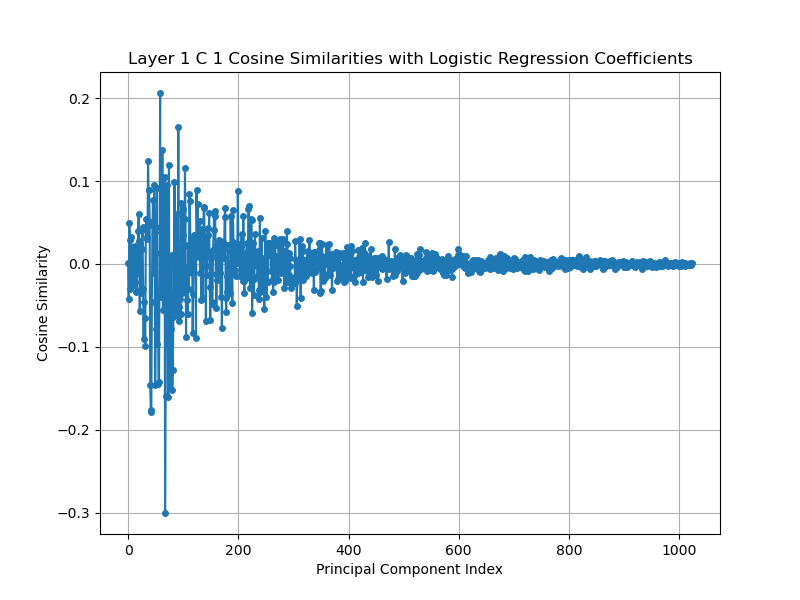 Layer 1 C 1 Cosine Similarities with Logistic Regression Coefficients
0.2
0.1
0.0
−0.1
−0.2
−0.3
Cosine Similarity
0 200 400 600 800 1000
Principal Component Index